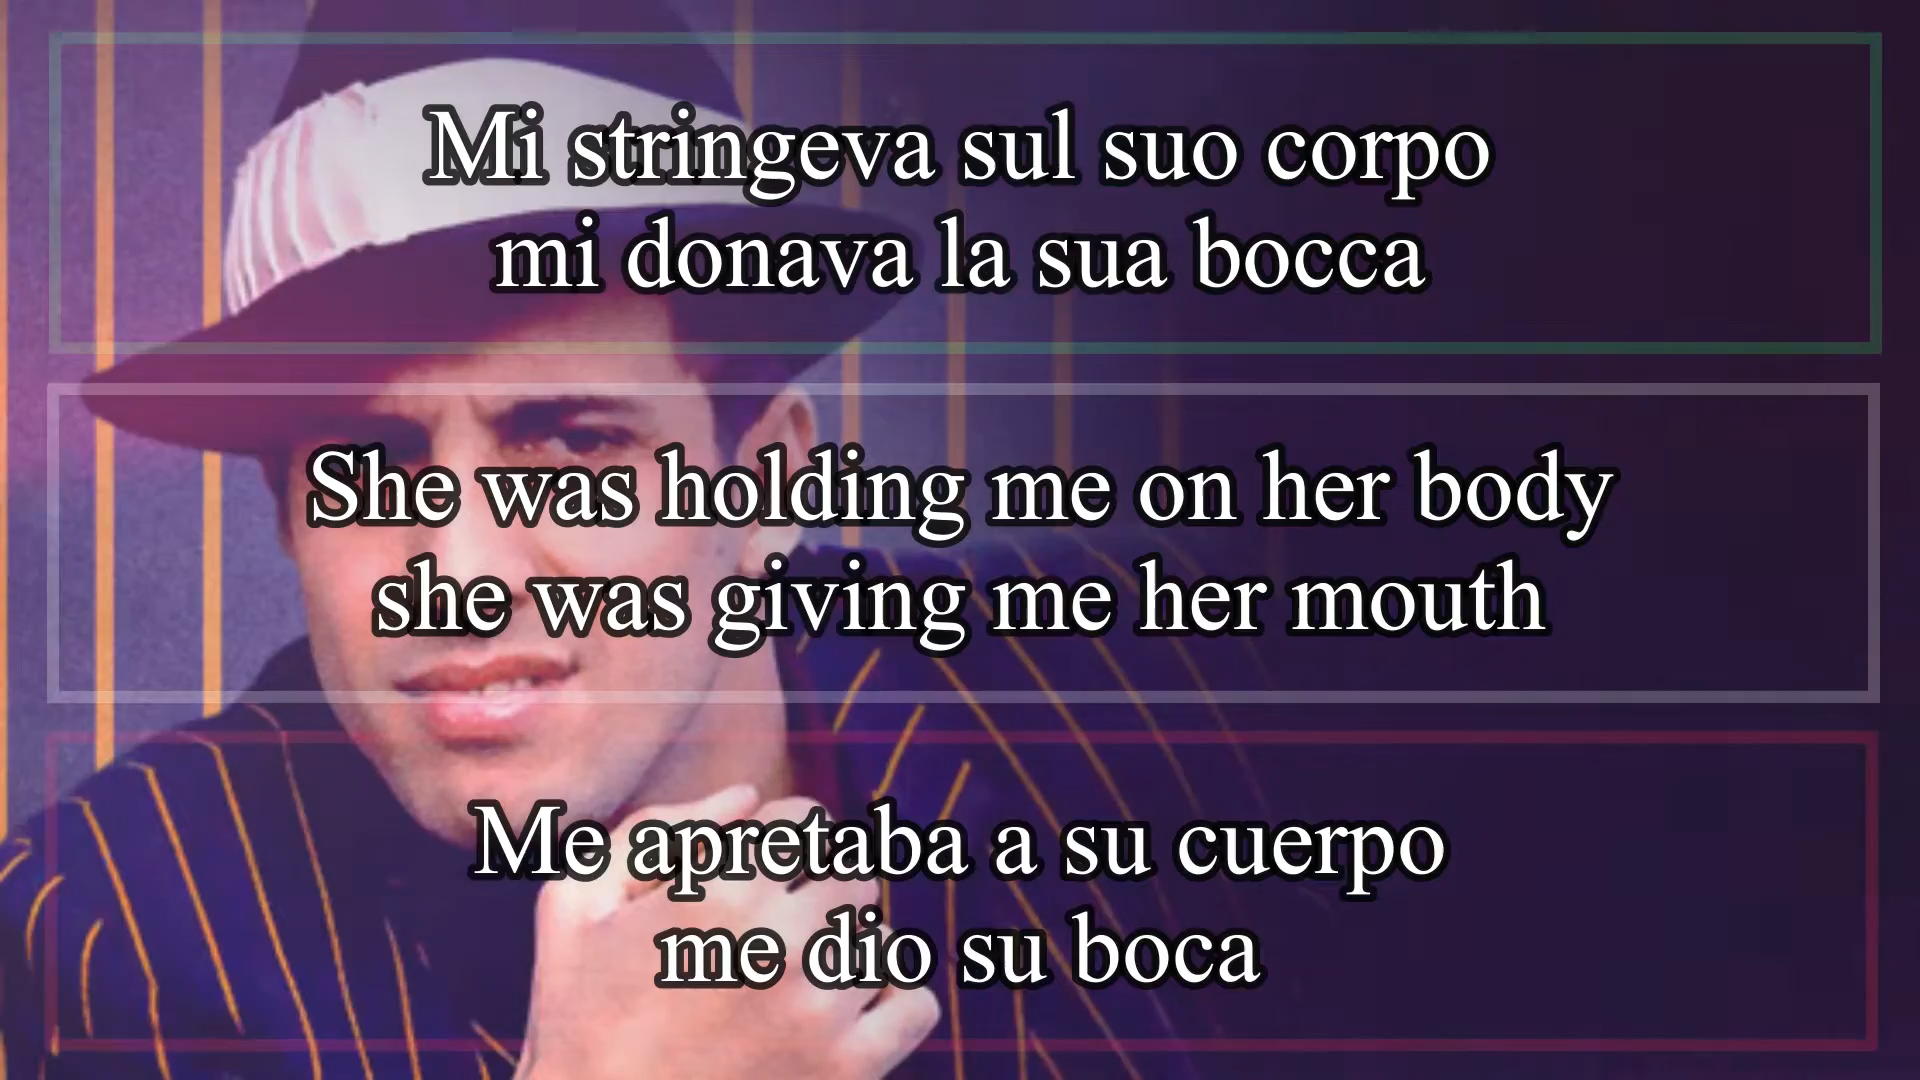 Mi stringeva sul suo corpo
mi donava la sua bocca
She was holding me on her body
she was giving me her mouth
Me apretaba a su cuerpo
me dio su boca